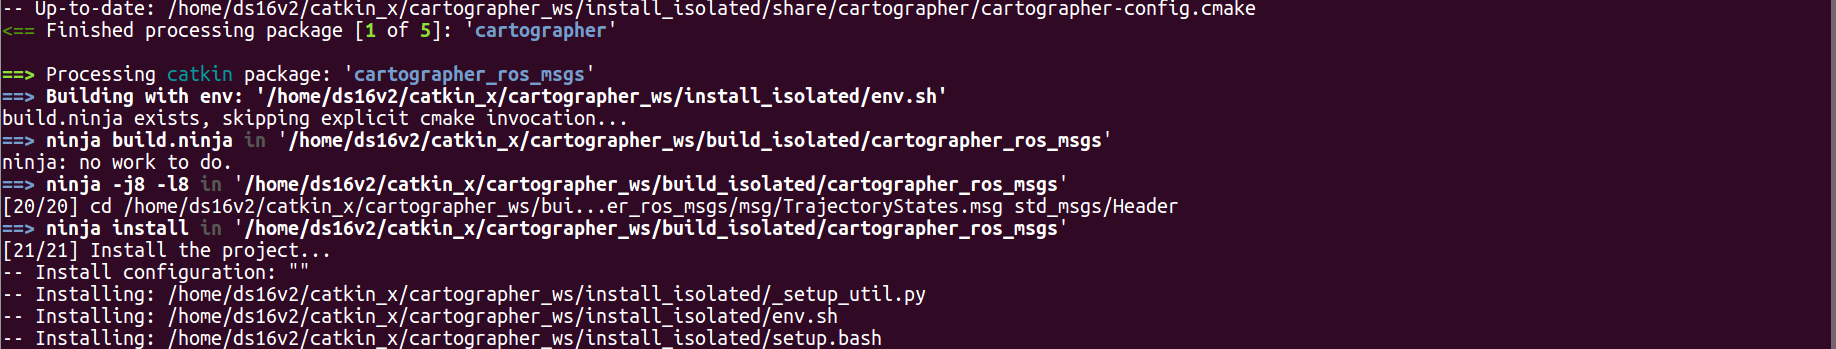 -- Up-to-date: /home/ds16v2/catkin_x/cartographer_ws/install_isolated/share/cartographer/cartographer-config.cmake
<== Finished processing package [1 of 5]: 'cartographer'
==> Processing catkin package: 'cartographer_ros_msgs'
==> Building with env: '/home/ds16v2/catkin_x/cartographer_ws/install_isolated/env.sh'
build.ninja exists, skipping explicit cmake invocation...
==> ninja build.ninja in '/home/ds16v2/catkin_x/cartographer_ws/build_isolated/cartographer_ros_msgs'
ninja: no work to do.
==> ninja -j8 -l8 in '/home/ds16v2/catkin_x/cartographer_ws/build_isolated/cartographer_ros_msgs'
[20/20] cd /home/ds16v2/catkin_x/cartographer_ws/bui...er_ros_msgs/msg/TrajectoryStates.msg std_msgs/Header
==> ninja install in '/home/ds16v2/catkin_x/cartographer_ws/build_isolated/cartographer_ros_msgs'
[21/21] Install the project...
-- Install configuration: ""
-- Installing: /home/ds16v2/catkin_x/cartographer_ws/install_isolated/_setup_util.py
-- Installing: /home/ds16v2/catkin_x/cartographer_ws/install_isolated/env.sh
-- Installing: /home/ds16v2/catkin_x/cartographer_ws/install_isolated/setup.bash